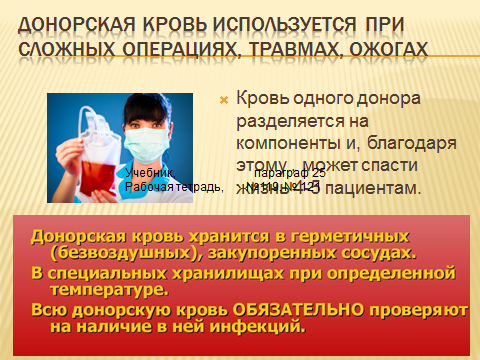 ДОНОРСКАЯ КРОВЬ ИСПОЛЬЗУЕТСЯ ПРИ
СЛОЖНЫХ ОПЕРАЦИЯХ, ТРАВМАХ, ОЖОГАХ
Кровь одного донора
разделяется на
компоненты и, благодаря
этому, может спасти
жизнь 4-5 пациентам.
Учебник, параграф 25
Рабочая тетрадь, №119, № 121
Донорская кровь хранится в герметичных
(безвоздушных), закупоренных сосудах.
В специальных хранилищах при определенной
температуре.
Всю донорскую кровь ОБЯЗАТЕЛЬНО проверяют
на наличие в ней инфекций.